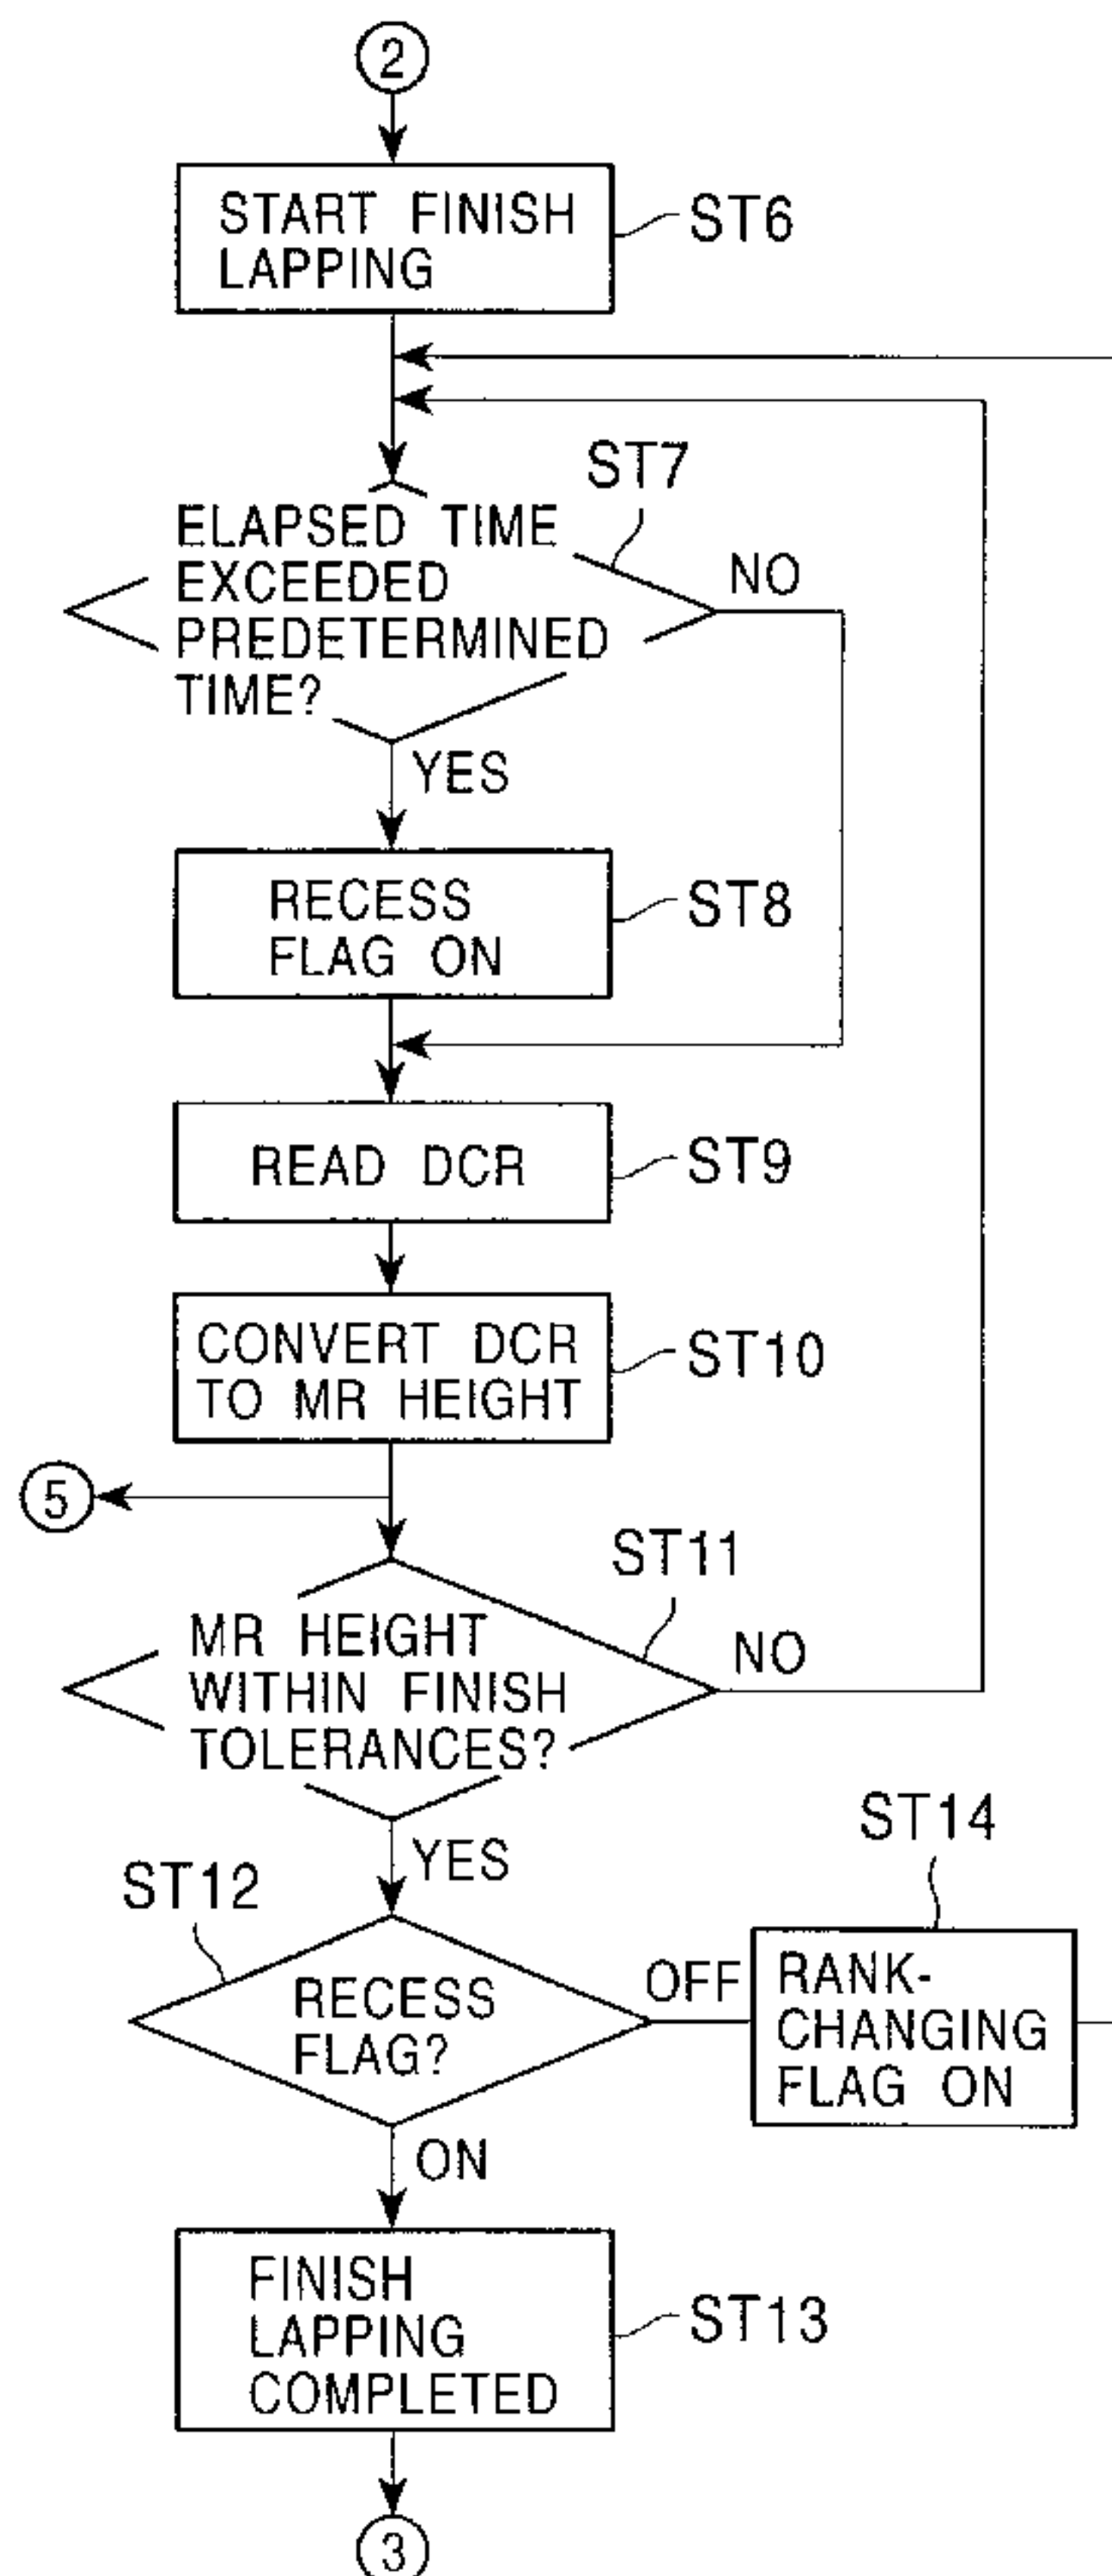 2
START FINISH
LAPPING
ST6
ST7
ELAPSED TIME
EXCEEDED
PREDETERMINED
TIME?
NO
YES
RECESS
FLAG ON
ST8
READ DCR
ST9
CONVERT DCR
TO MR HEIGHT
ST10
5
ST11
MR HEIGHT
WITHIN FINISH
TOLERANCES?
NO
YES
ST12
ST14
RECESS
FLAG?
OFF
RANK-
CHANGING
FLAG ON
ON
FINISH
LAPPING
COMPLETED
ST13
3